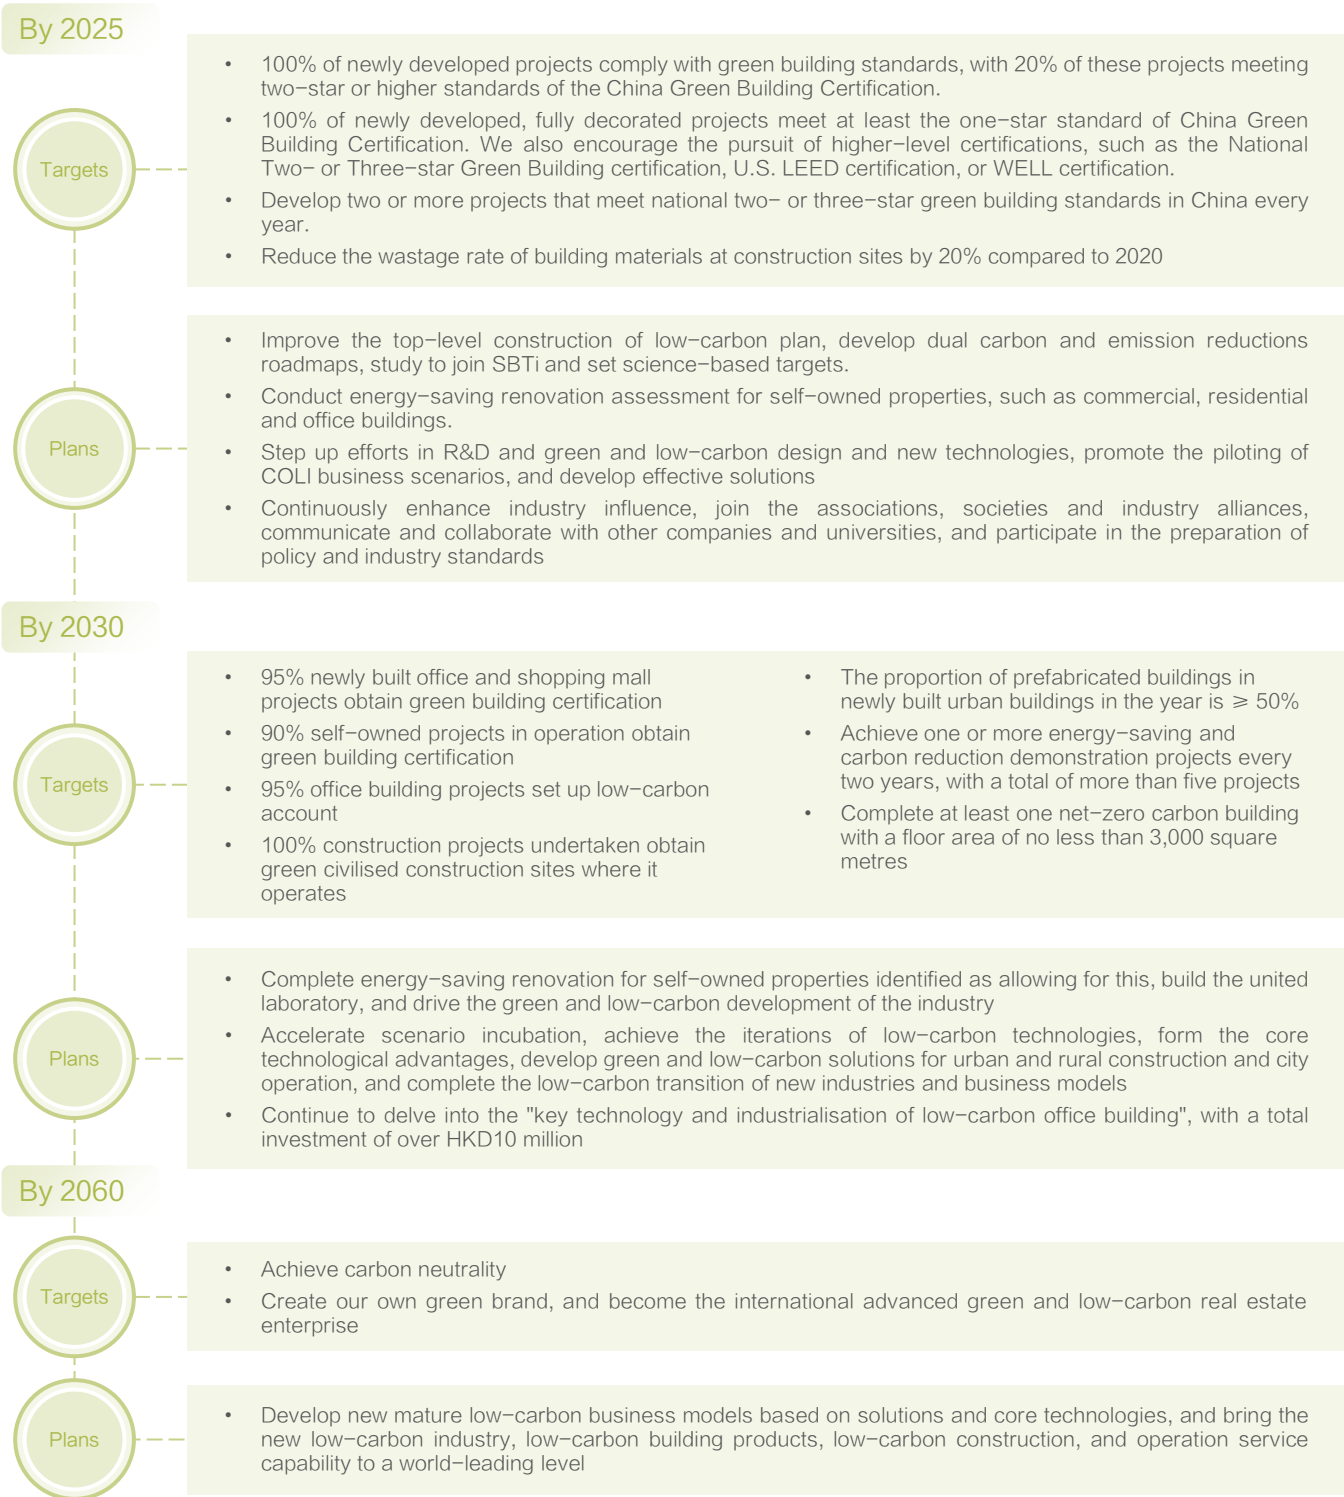 By 2025
Targets
• 100% of newly developed projects comply with green building standards, with 20% of these projects meeting
two-star or higher standards of the China Green Building Certification.
• 100% of newly developed, fully decorated projects meet at least the one-star standard of China Green
Building Certification. We also encourage the pursuit of higher-level certifications, such as the National
Two- or Three-star Green Building certification, U.S. LEED certification, or WELL certification.
• Develop two or more projects that meet national two- or three-star green building standards in China every
year.
• Reduce the wastage rate of building materials at construction sites by 20% compared to 2020
Plans
• Improve the top-level construction of low-carbon plan, develop dual carbon and emission reductions
roadmaps, study to join SBTi and set science-based targets.
• Conduct energy-saving renovation assessment for self-owned properties, such as commercial, residential
and office buildings.
• Step up efforts in R&D and green and low-carbon design and new technologies, promote the piloting of
COLI business scenarios, and develop effective solutions
• Continuously enhance industry influence, join the associations, societies and industry alliances,
communicate and collaborate with other companies and universities, and participate in the preparation of
policy and industry standards
By 2030
Targets
• 95% newly built office and shopping mall
projects obtain green building certification
• 90% self-owned projects in operation obtain
green building certification
• 95% office building projects set up low-carbon
account
• 100% construction projects undertaken obtain
green civilised construction sites where it
operates
• The proportion of prefabricated buildings in
newly built urban buildings in the year is ⩾ 50%
• Achieve one or more energy-saving and
carbon reduction demonstration projects every
two years, with a total of more than five projects
• Complete at least one net-zero carbon building
with a floor area of no less than 3,000 square
metres
Plans
• Complete energy-saving renovation for self-owned properties identified as allowing for this, build the united
laboratory, and drive the green and low-carbon development of the industry
• Accelerate scenario incubation, achieve the iterations of low-carbon technologies, form the core
technological advantages, develop green and low-carbon solutions for urban and rural construction and city
operation, and complete the low-carbon transition of new industries and business models
• Continue to delve into the "key technology and industrialisation of low-carbon office building", with a total
investment of over HKD10 million
By 2060
Targets
• Achieve carbon neutrality
• Create our own green brand, and become the international advanced green and low-carbon real estate
enterprise
Plans
• Develop new mature low-carbon business models based on solutions and core technologies, and bring the
new low-carbon industry, low-carbon building products, low-carbon construction, and operation service
capability to a world-leading level